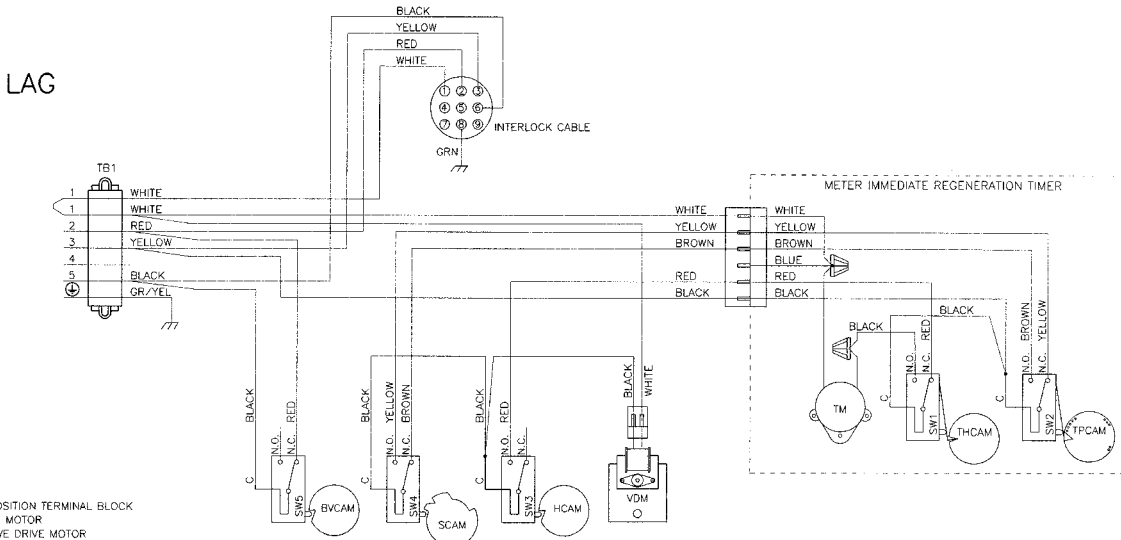 LAG
BLACK
YELLOW
RED
WHITE
1 2 3
4 5 6
7 8 9
INTERLOCK CABLE
GRN
TB1
1 WHITE
1 WHITE
2 RED
3 YELLOW
4
5 BLACK
GR/YEL
METER IMMEDIATE REGENERATION TIMER
WHITE WHITE
YELLOW YELLOW
BROWN BROWN
BLUE
RED RED
BLACK BLACK
BLACK
BLACK
N.O.
N.C. RED
N.O. BROWN
N.C. YELLOW
C
C
TM
SW1
THCAM
SW2
TPCAM
BLACK
N.O.
N.C. RED
C
SW5
BVCAM
BLACK
N.O. YELLOW
N.C. BROWN
C
SW4
SCAM
BLACK
N.O. RED
N.C.
C
SW3
HCAM
BLACK
WHITE
VDM
OSITION TERMINAL BLOCK
MOTOR
VE DRIVE MOTOR